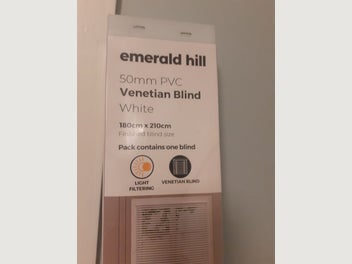 emerald hill
50mm PVC
Venetian Blind
White
180cm x 210cm
Finished blind size
Pack contains one blind
LIGHT
FILTERING
VENETIAN BLIND